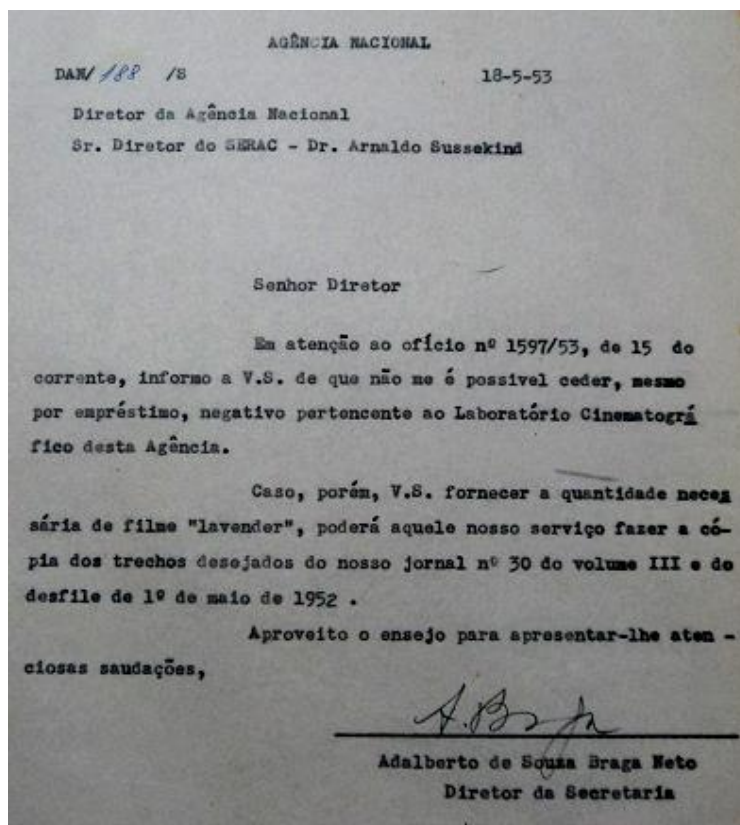 AGÊNCIA NACIONAL
DAN/ 188 /S 18-5-53
Diretor da Agência Nacional
Sr. Diretor do SERAC - Dr. Arnaldo Sussekind
Senhor Diretor
Em atenção ao ofício nº 1597/53, de 15 do
corrente, informo a V.S. de que não me é possivel ceder, mesmo
por empréstimo, negativo pertencente ao Laboratório Cinematográ
fico desta Agência.
Caso, porém, V.S. fornecer a quantidade neces
sária de filme "lavender", poderá aquele nosso serviço fazer a có-
pia dos trechos desejados do nosso jornal nº 30 do volume III e do
desfile de 1º de maio de 1952 .
Aproveito o ensejo para apresentar-lhe aten -
ciosas saudações,
Adalberto de Souza Braga Neto
Diretor da Secretaria